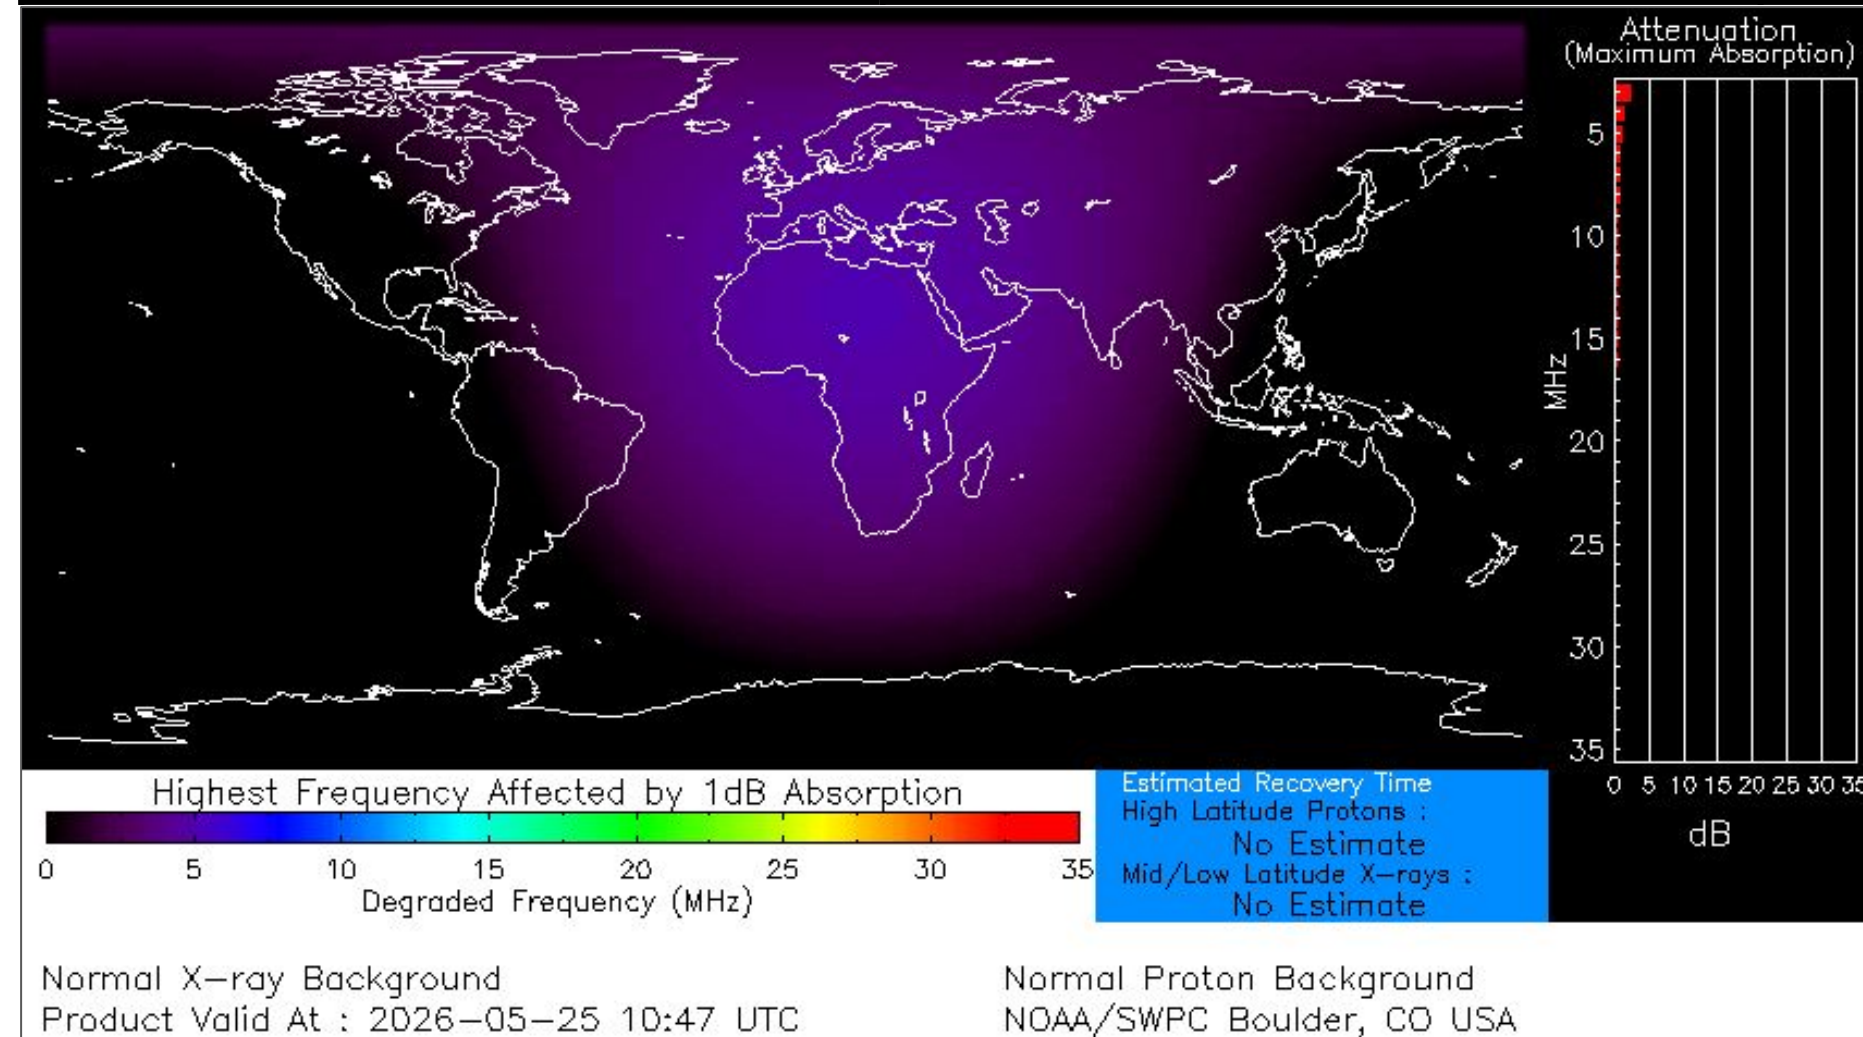 Attenuation
(Maximum Absorption)
5
10
15
20
25
30
35
MHz
0 5 10 15 20 25 30 35
dB
Highest Frequency Affected by 1dB Absorption
0 5 10 15 20 25 30 35
Degraded Frequency (MHz)
Estimated Recovery Time
High Latitude Protons :
No Estimate
Mid/Low Latitude X-rays :
No Estimate
Normal X-ray Background
Normal Proton Background
Product Valid At : 2026-05-25 10:47 UTC
NOAA/SWPC Boulder, CO USA